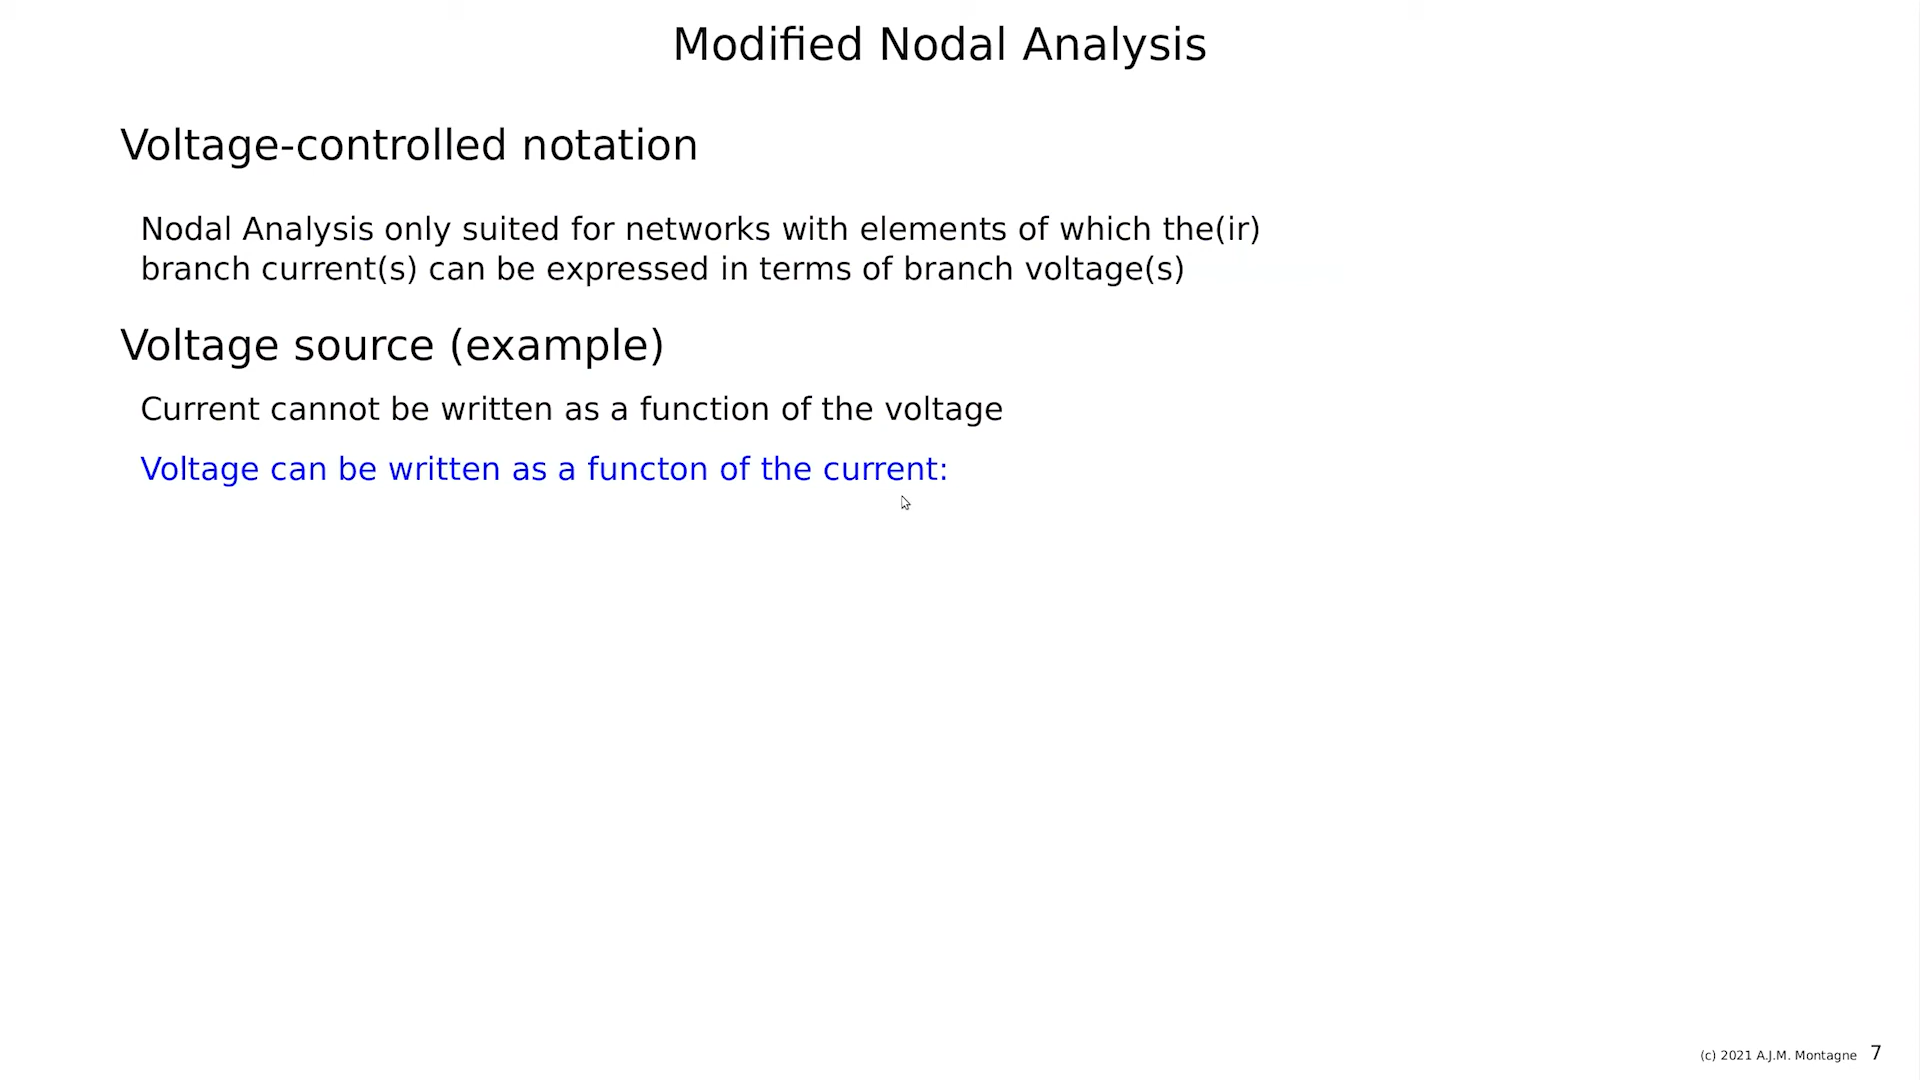 Modified Nodal Analysis
Voltage-controlled notation
Nodal Analysis only suited for networks with elements of which the(ir)
branch current(s) can be expressed in terms of branch voltage(s)
Voltage source (example)
Current cannot be written as a function of the voltage
Voltage can be written as a functon of the current:
(c) 2021 A.J.M. Montagne 7